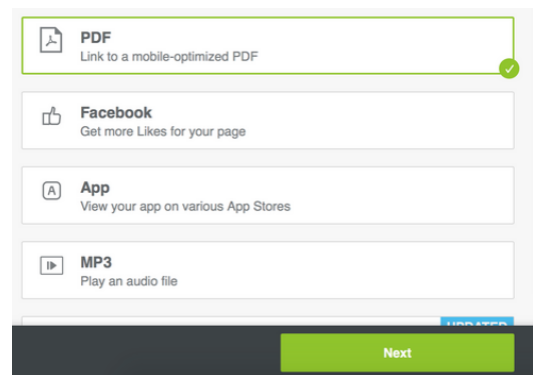 PDF
Link to a mobile-optimized PDF
Facebook
Get more Likes for your page
A
App
View your app on various App Stores
MP3
Play an audio file
UPDATED
Next